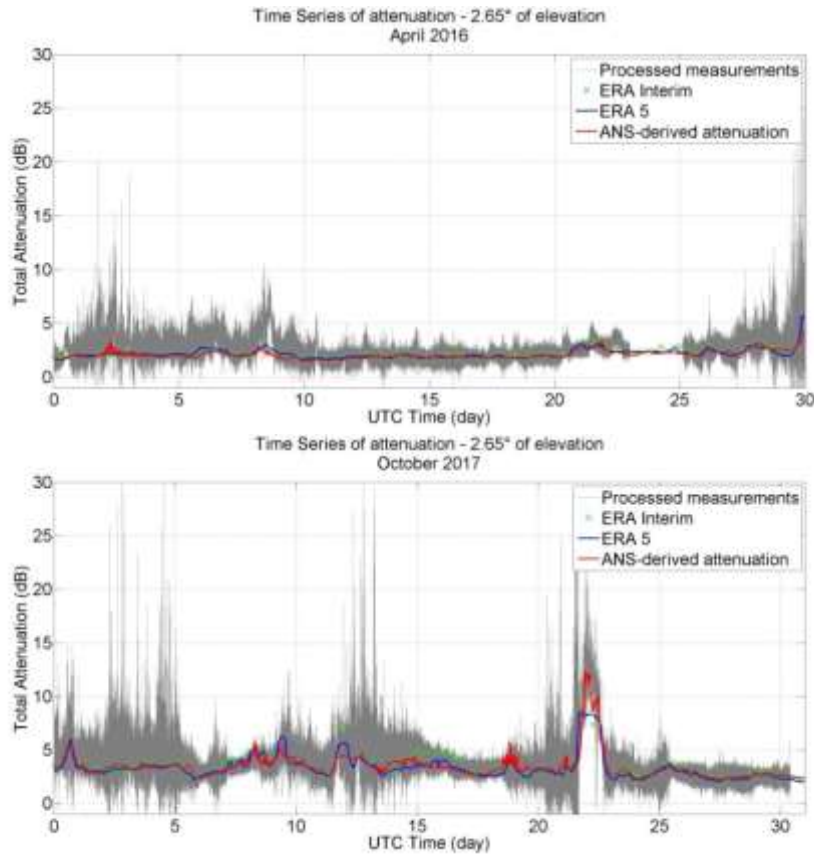 Time Series of attenuation - 2.65° of elevation
April 2016
30
25
20
15
10
5
0
Total Attenuation (dB)
Processed measurements
ERA Interim
ERA 5
ANS-derived attenuation
0 5 10 15 20 25 30
UTC Time (day)
Time Series of attenuation - 2.65° of elevation
October 2017
30
25
20
15
10
5
0
Total Attenuation (dB)
Processed measurements
ERA Interim
ERA 5
ANS-derived attenuation
0 5 10 15 20 25 30
UTC Time (day)